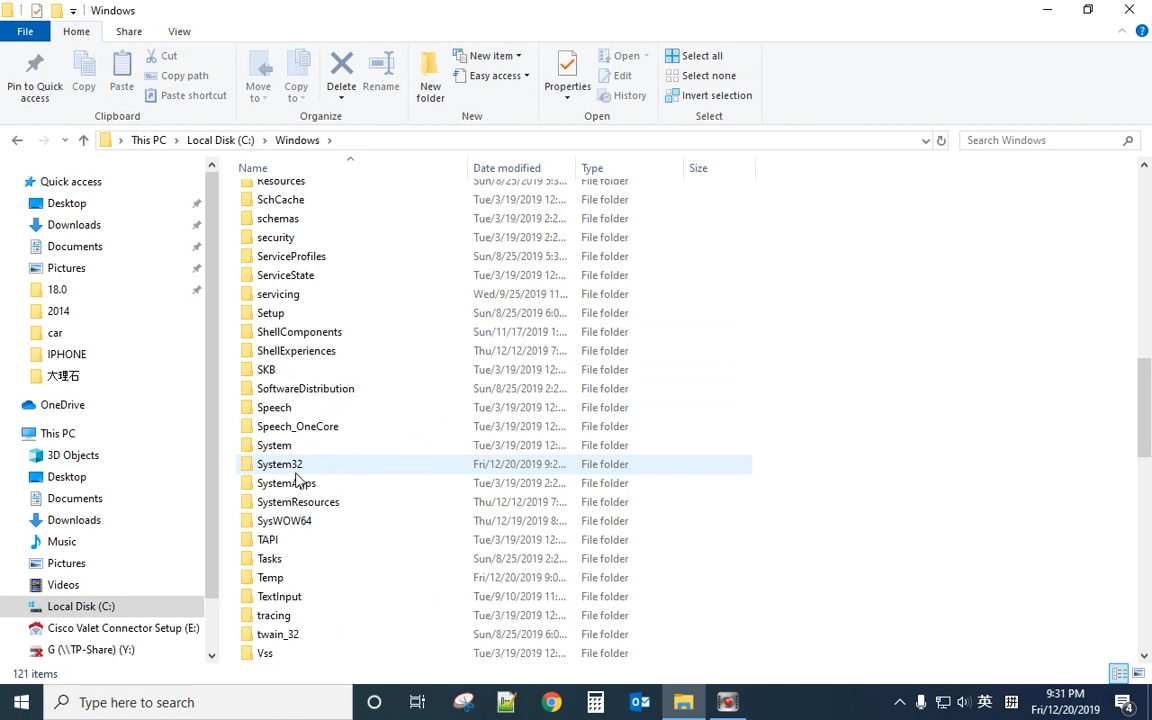 Windows
File Home Share View
Pin to Quick access
Copy
Paste
Cut
Copy path
Paste shortcut
Clipboard
Move to
Copy to
Delete
Rename
Organize
New folder
New item
Easy access
New
Properties
Open
Edit
History
Open
Select all
Select none
Invert selection
Select
This PC > Local Disk (C:) > Windows >
Search Windows
Quick access
Desktop
Downloads
Documents
Pictures
18.0
2014
car
IPHONE
大理石
OneDrive
This PC
3D Objects
Desktop
Documents
Downloads
Music
Pictures
Videos
Local Disk (C:)
Cisco Valet Connector Setup (E:)
G (\\TP-Share) (Y:)
Name Date modified Type Size
Resources Sun/8/25/2019 5:3... File folder
SchCache Tue/3/19/2019 12:... File folder
schemas Tue/3/19/2019 2:2... File folder
security Tue/3/19/2019 2:2... File folder
ServiceProfiles Sun/8/25/2019 5:3... File folder
ServiceState Tue/3/19/2019 12:... File folder
servicing Wed/9/25/2019 11... File folder
Setup Sun/8/25/2019 6:0... File folder
ShellComponents Sun/11/17/2019 1:... File folder
ShellExperiences Thu/12/12/2019 7:... File folder
SKB Tue/3/19/2019 12:... File folder
SoftwareDistribution Sun/8/25/2019 2:2... File folder
Speech Tue/3/19/2019 12:... File folder
Speech_OneCore Tue/3/19/2019 12:... File folder
System Tue/3/19/2019 12:... File folder
System32 Fri/12/20/2019 9:2... File folder
SystemApps Tue/3/19/2019 2:2... File folder
SystemResources Thu/12/12/2019 7:... File folder
SysWOW64 Thu/12/19/2019 8:... File folder
TAPI Tue/3/19/2019 12:... File folder
Tasks Sun/8/25/2019 2:2... File folder
Temp Fri/12/20/2019 9:0... File folder
TextInput Tue/9/10/2019 11:... File folder
tracing Tue/3/19/2019 12:... File folder
twain_32 Sun/8/25/2019 6:0... File folder
Vss Tue/3/19/2019 12:... File folder
121 items
Type here to search
英
9:31 PM
Fri/12/20/2019
4